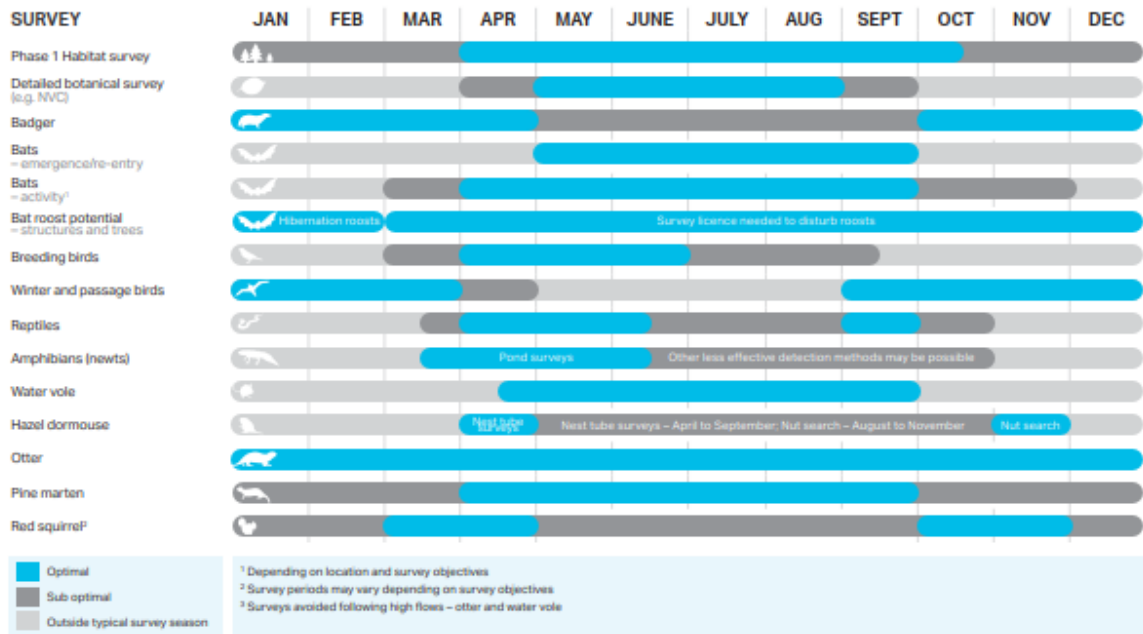 SURVEY JAN FEB MAR APR MAY JUNE JULY AUG SEPT OCT NOV DEC
Phase 1 Habitat survey
Detailed botanical survey
(e.g. NVC)
Badger
Bats
– emergence/re-entry
Bats
– activity¹
Bat roost potential
– structures and trees
Hibernation roosts
Survey licence needed to disturb roosts
Breeding birds
Winter and passage birds
Reptiles
Amphibians (newts)
Pond surveys
Other less effective detection methods may be possible
Water vole
Hazel dormouse
Nest tube
surveys
Nest tube surveys – April to September; Nut search – August to November
Nut search
Otter
Pine marten
Red squirrel²
Optimal
Sub optimal
Outside typical survey season
¹ Depending on location and survey objectives
² Survey periods may vary depending on survey objectives
³ Surveys avoided following high flows – otter and water vole